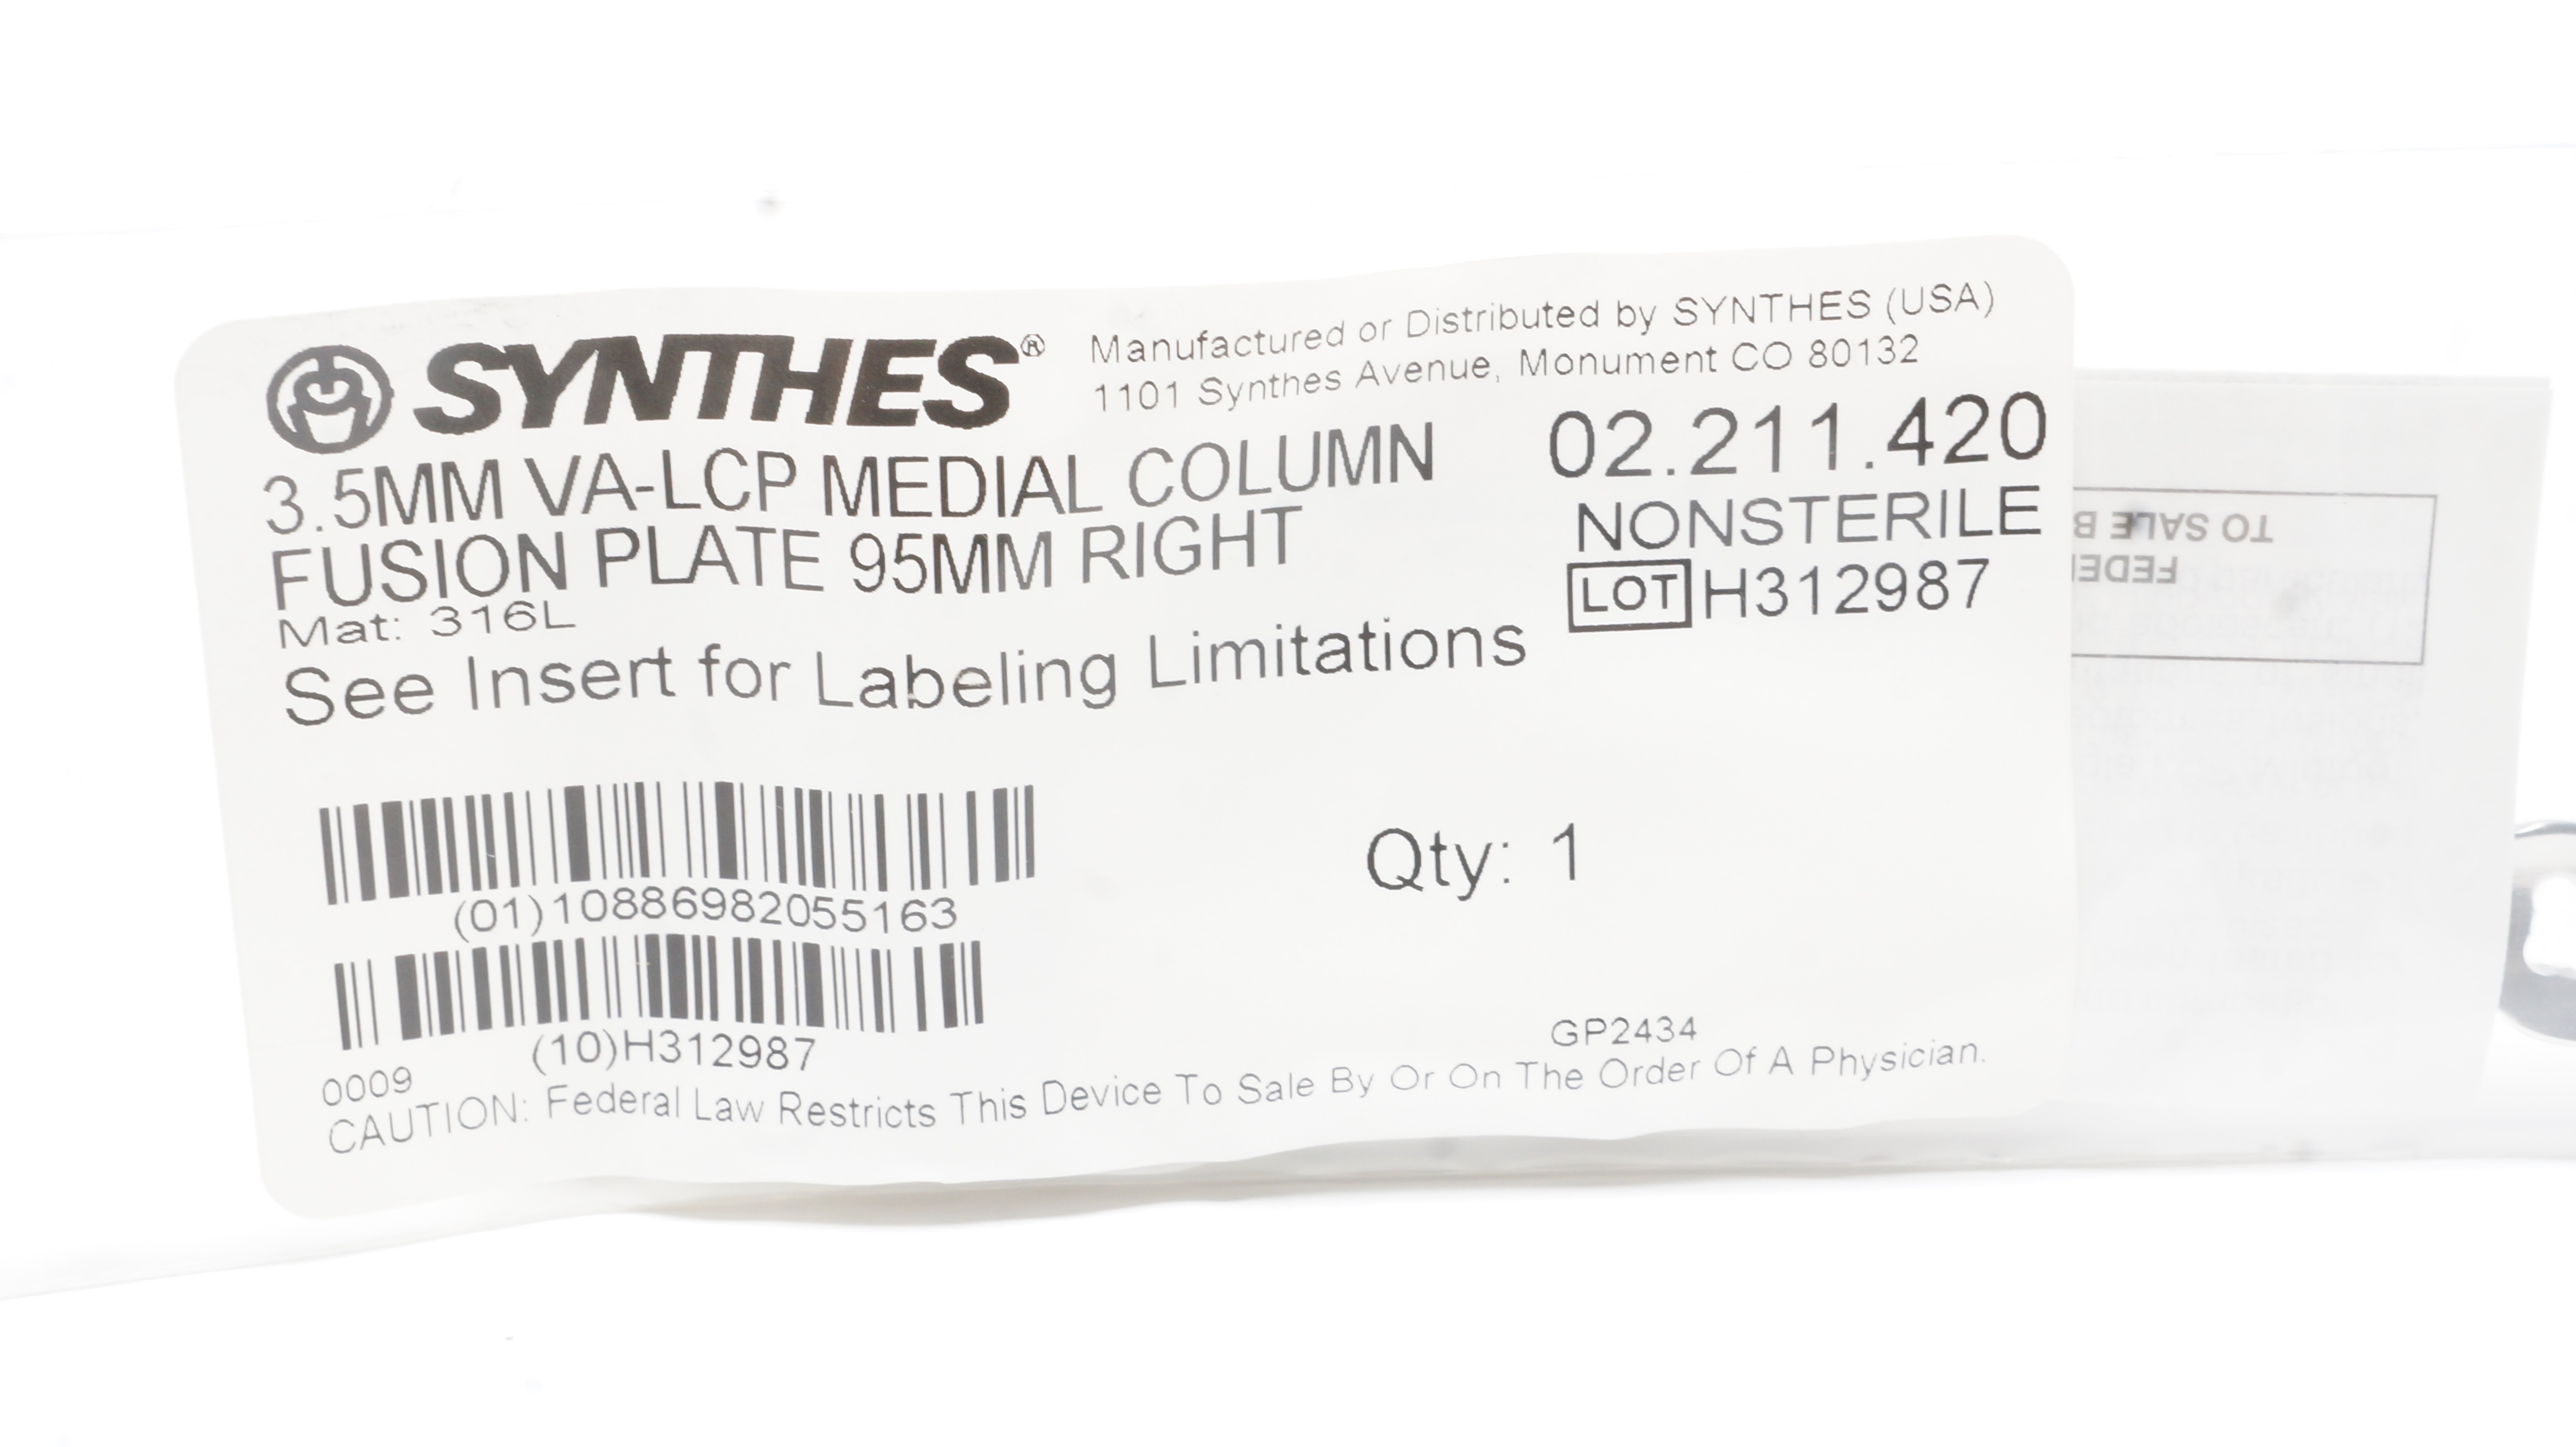 SYNTHES®
Manufactured or Distributed by SYNTHES (USA)
1101 Synthes Avenue, Monument CO 80132
3.5MM VA-LCP MEDIAL COLUMN
FUSION PLATE 95MM RIGHT
Mat: 316L
See Insert for Labeling Limitations
02.211.420
NONSTERILE
LOT H312987
(01)10886982055163
Qty: 1
(10)H312987
0009
GP2434
CAUTION: Federal Law Restricts This Device To Sale By Or On The Order Of A Physician.
TO SALE B
FEDE